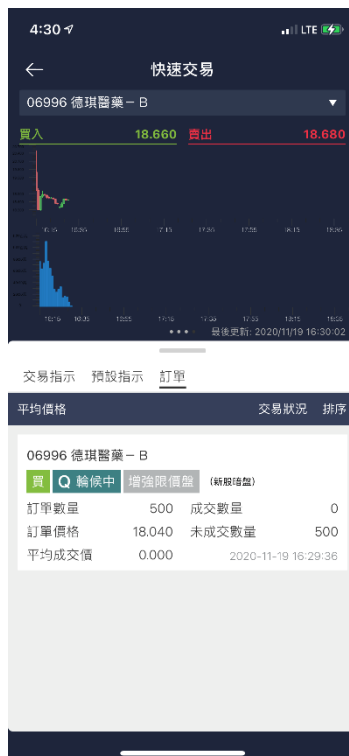 4:30
LTE
快速交易
06996 德琪醫藥－B
買入 18.660 賣出 18.680
最後更新: 2020/11/19 16:30:02
交易指示 預設指示 訂單
平均價格 交易狀況 排序
06996 德琪醫藥－B
買 Q 輪候中 增強限價盤 (新股暗盤)
訂單數量 500 成交數量 0
訂單價格 18.040 未成交數量 500
平均成交價 0.000 2020-11-19 16:29:36